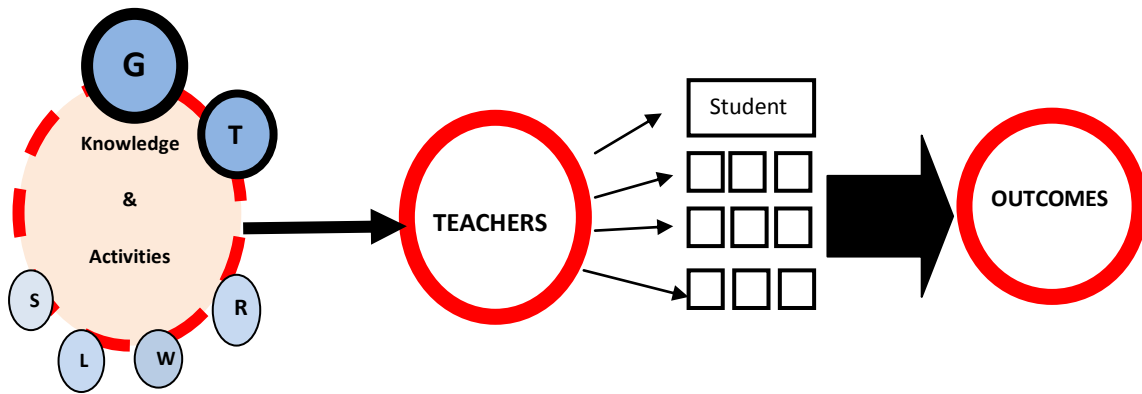 G
T
Knowledge
&
Activities
S
L
W
R
TEACHERS
Student
OUTCOMES